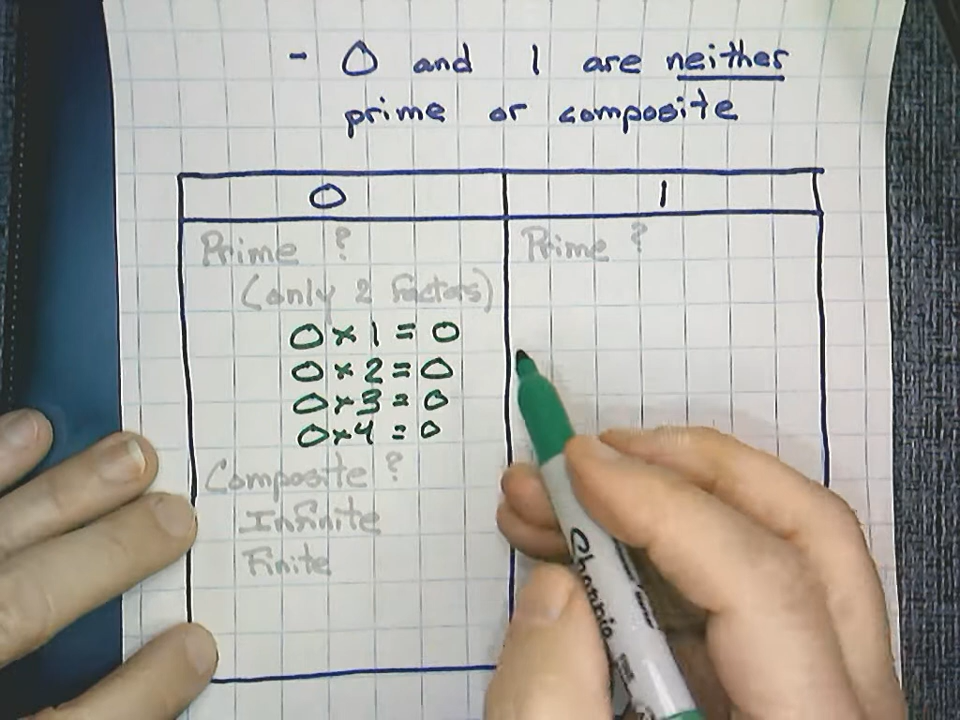 - 0 and 1 are neither
prime or composite
0
1
Prime ?
(only 2 factors)
0 × 1 = 0
0 × 2 = 0
0 × 3 = 0
0 × 4 = 0
Composite ?
Infinite
Finite
Prime ?
Sharpie